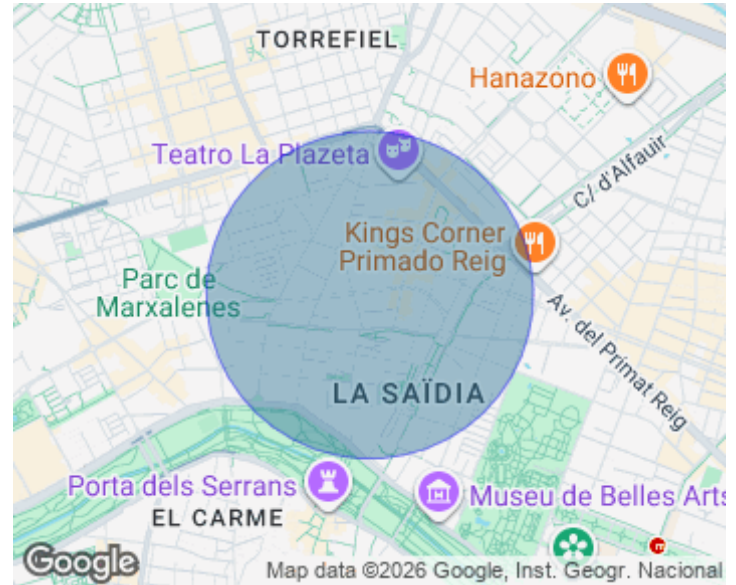 TORREFIEL
Hanazono
Teatro La Plazeta
C/ d'Alfauir
Kings Corner
Primado Reig
Parc de
Marxalenes
Av. del Primat Reig
LA SAÏDIA
Porta dels Serrans
Museu de Belles Arts
EL CARME
Google
Map data ©2026 Google, Inst. Geogr. Nacional